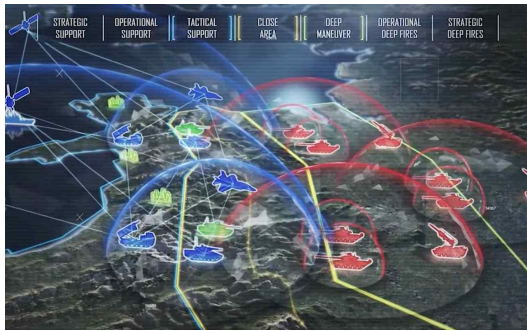 STRATEGIC SUPPORT
OPERATIONAL SUPPORT
TACTICAL SUPPORT
CLOSE AREA
DEEP MANEUVER
OPERATIONAL DEEP FIRES
STRATEGIC DEEP FIRES